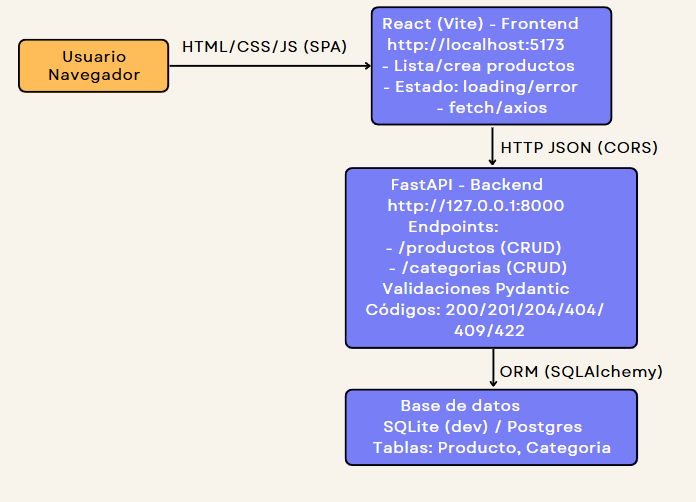 Usuario
Navegador
HTML/CSS/JS (SPA)
React (Vite) - Frontend
http://localhost:5173
- Lista/crea productos
- Estado: loading/error
- fetch/axios
HTTP JSON (CORS)
FastAPI - Backend
http://127.0.0.1:8000
Endpoints:
- /productos (CRUD)
- /categorias (CRUD)
Validaciones Pydantic
Códigos: 200/201/204/404/
409/422
ORM (SQLAlchemy)
Base de datos
SQLite (dev) / Postgres
Tablas: Producto, Categoria